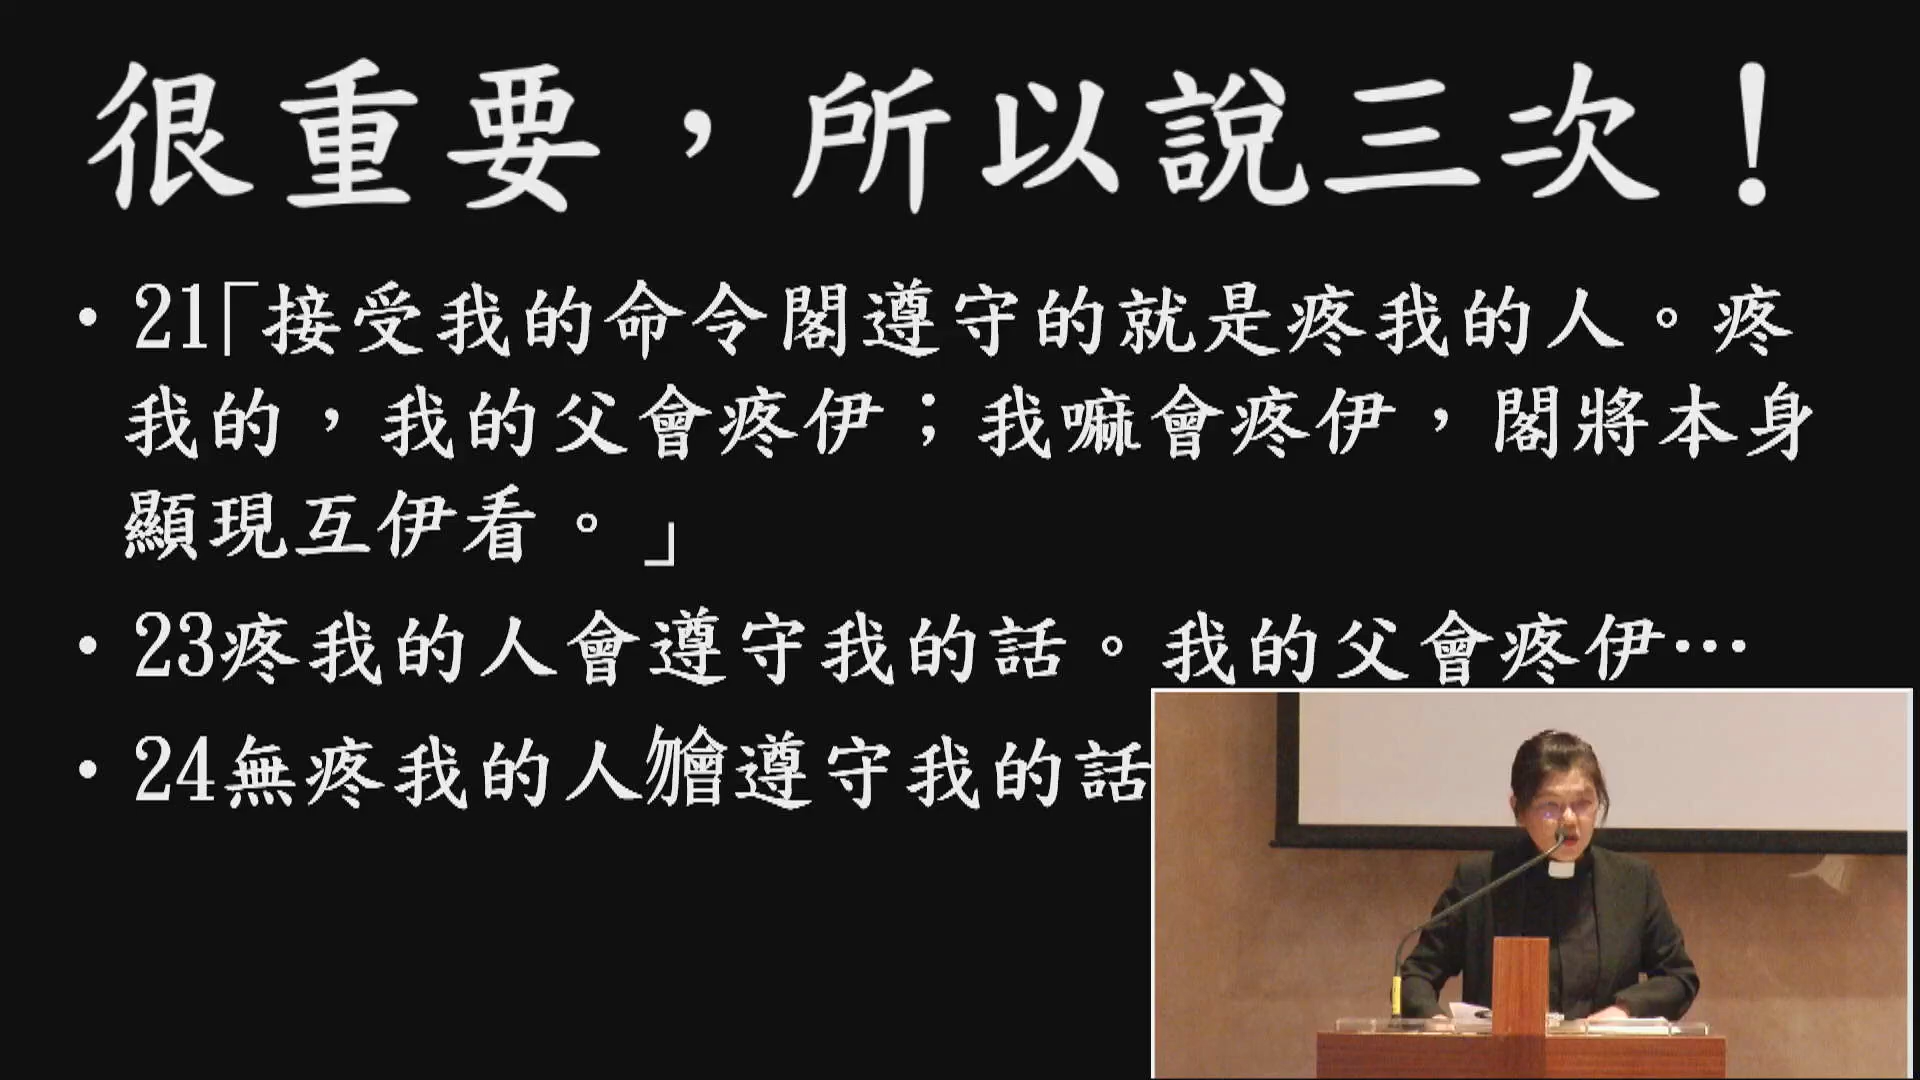 很重要，所以說三次！
• 21「接受我的命令閣遵守的就是疼我的人。疼
我的，我的父會疼伊；我嘛會疼伊，閣將本身
顯現互伊看。」
• 23疼我的人會遵守我的話。我的父會疼伊…
• 24無疼我的人𣍐遵守我的話